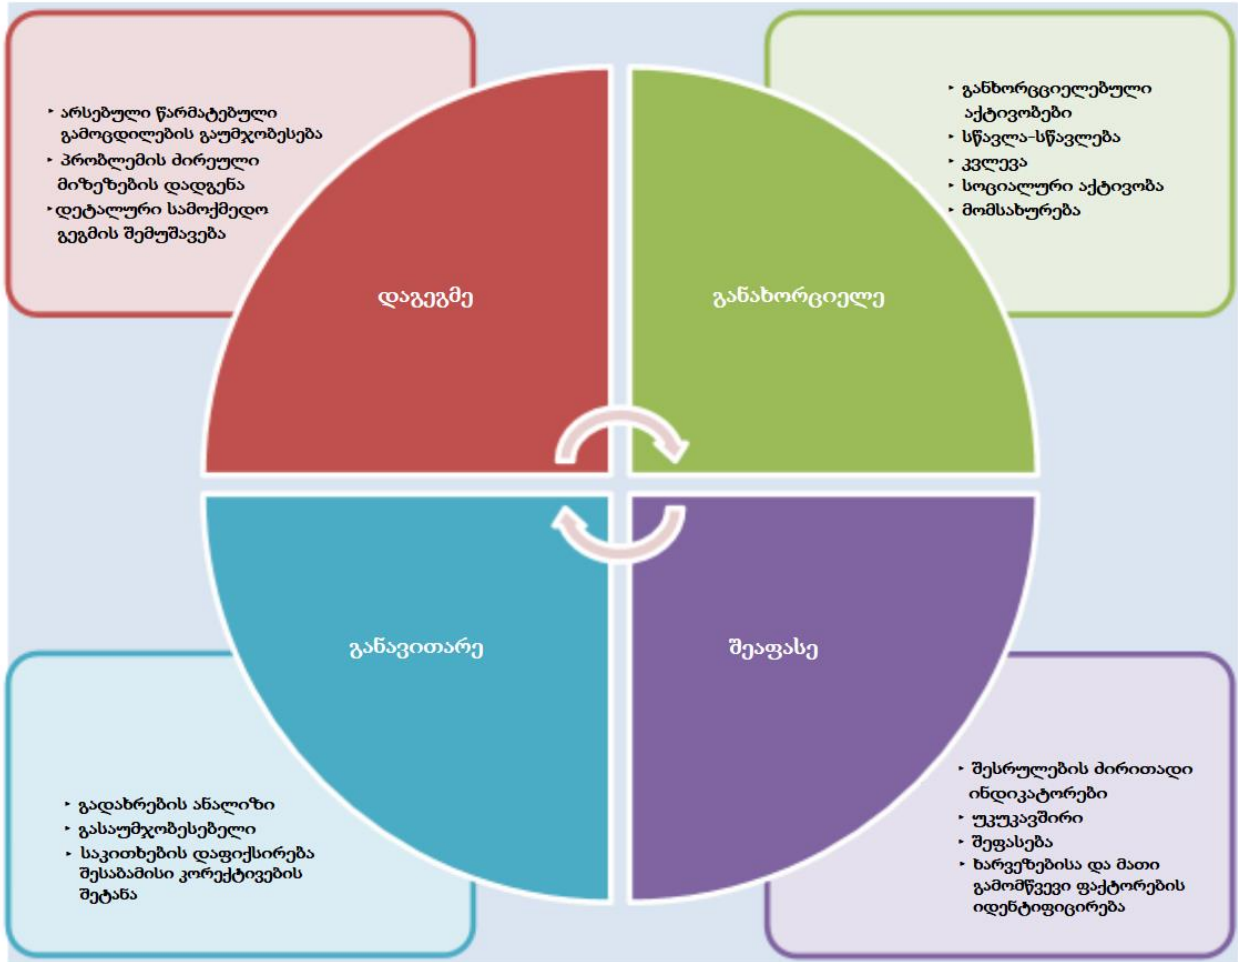 ‣ არსებული წარმატებული
გამოცდილების გაუმჯობესება
‣ პრობლემის ძირეული
მიზეზების დადგენა
‣დეტალური სამოქმედო
გეგმის შემუშავება
დაგეგმე
‣ განხორცციელებული
აქტივობები
‣ სწავლა-სწავლება
‣ კვლევა
‣ სოციალური აქტივობა
‣ მომსახურება
განახორციელე
განავითარე
‣ გადახრების ანალიზი
‣ გასაუმჯობესებელი
‣ საკითხების დაფიქსირება
შესაბამისი კორექტივების
შეტანა
შეაფასე
‣ შესრულების ძირითადი
ინდიკატორები
‣ უკუკავშირი
‣ შეფასება
‣ ხარვეზებისა და მათი
გამომწვევი ფაქტორების
იდენტიფიცირება